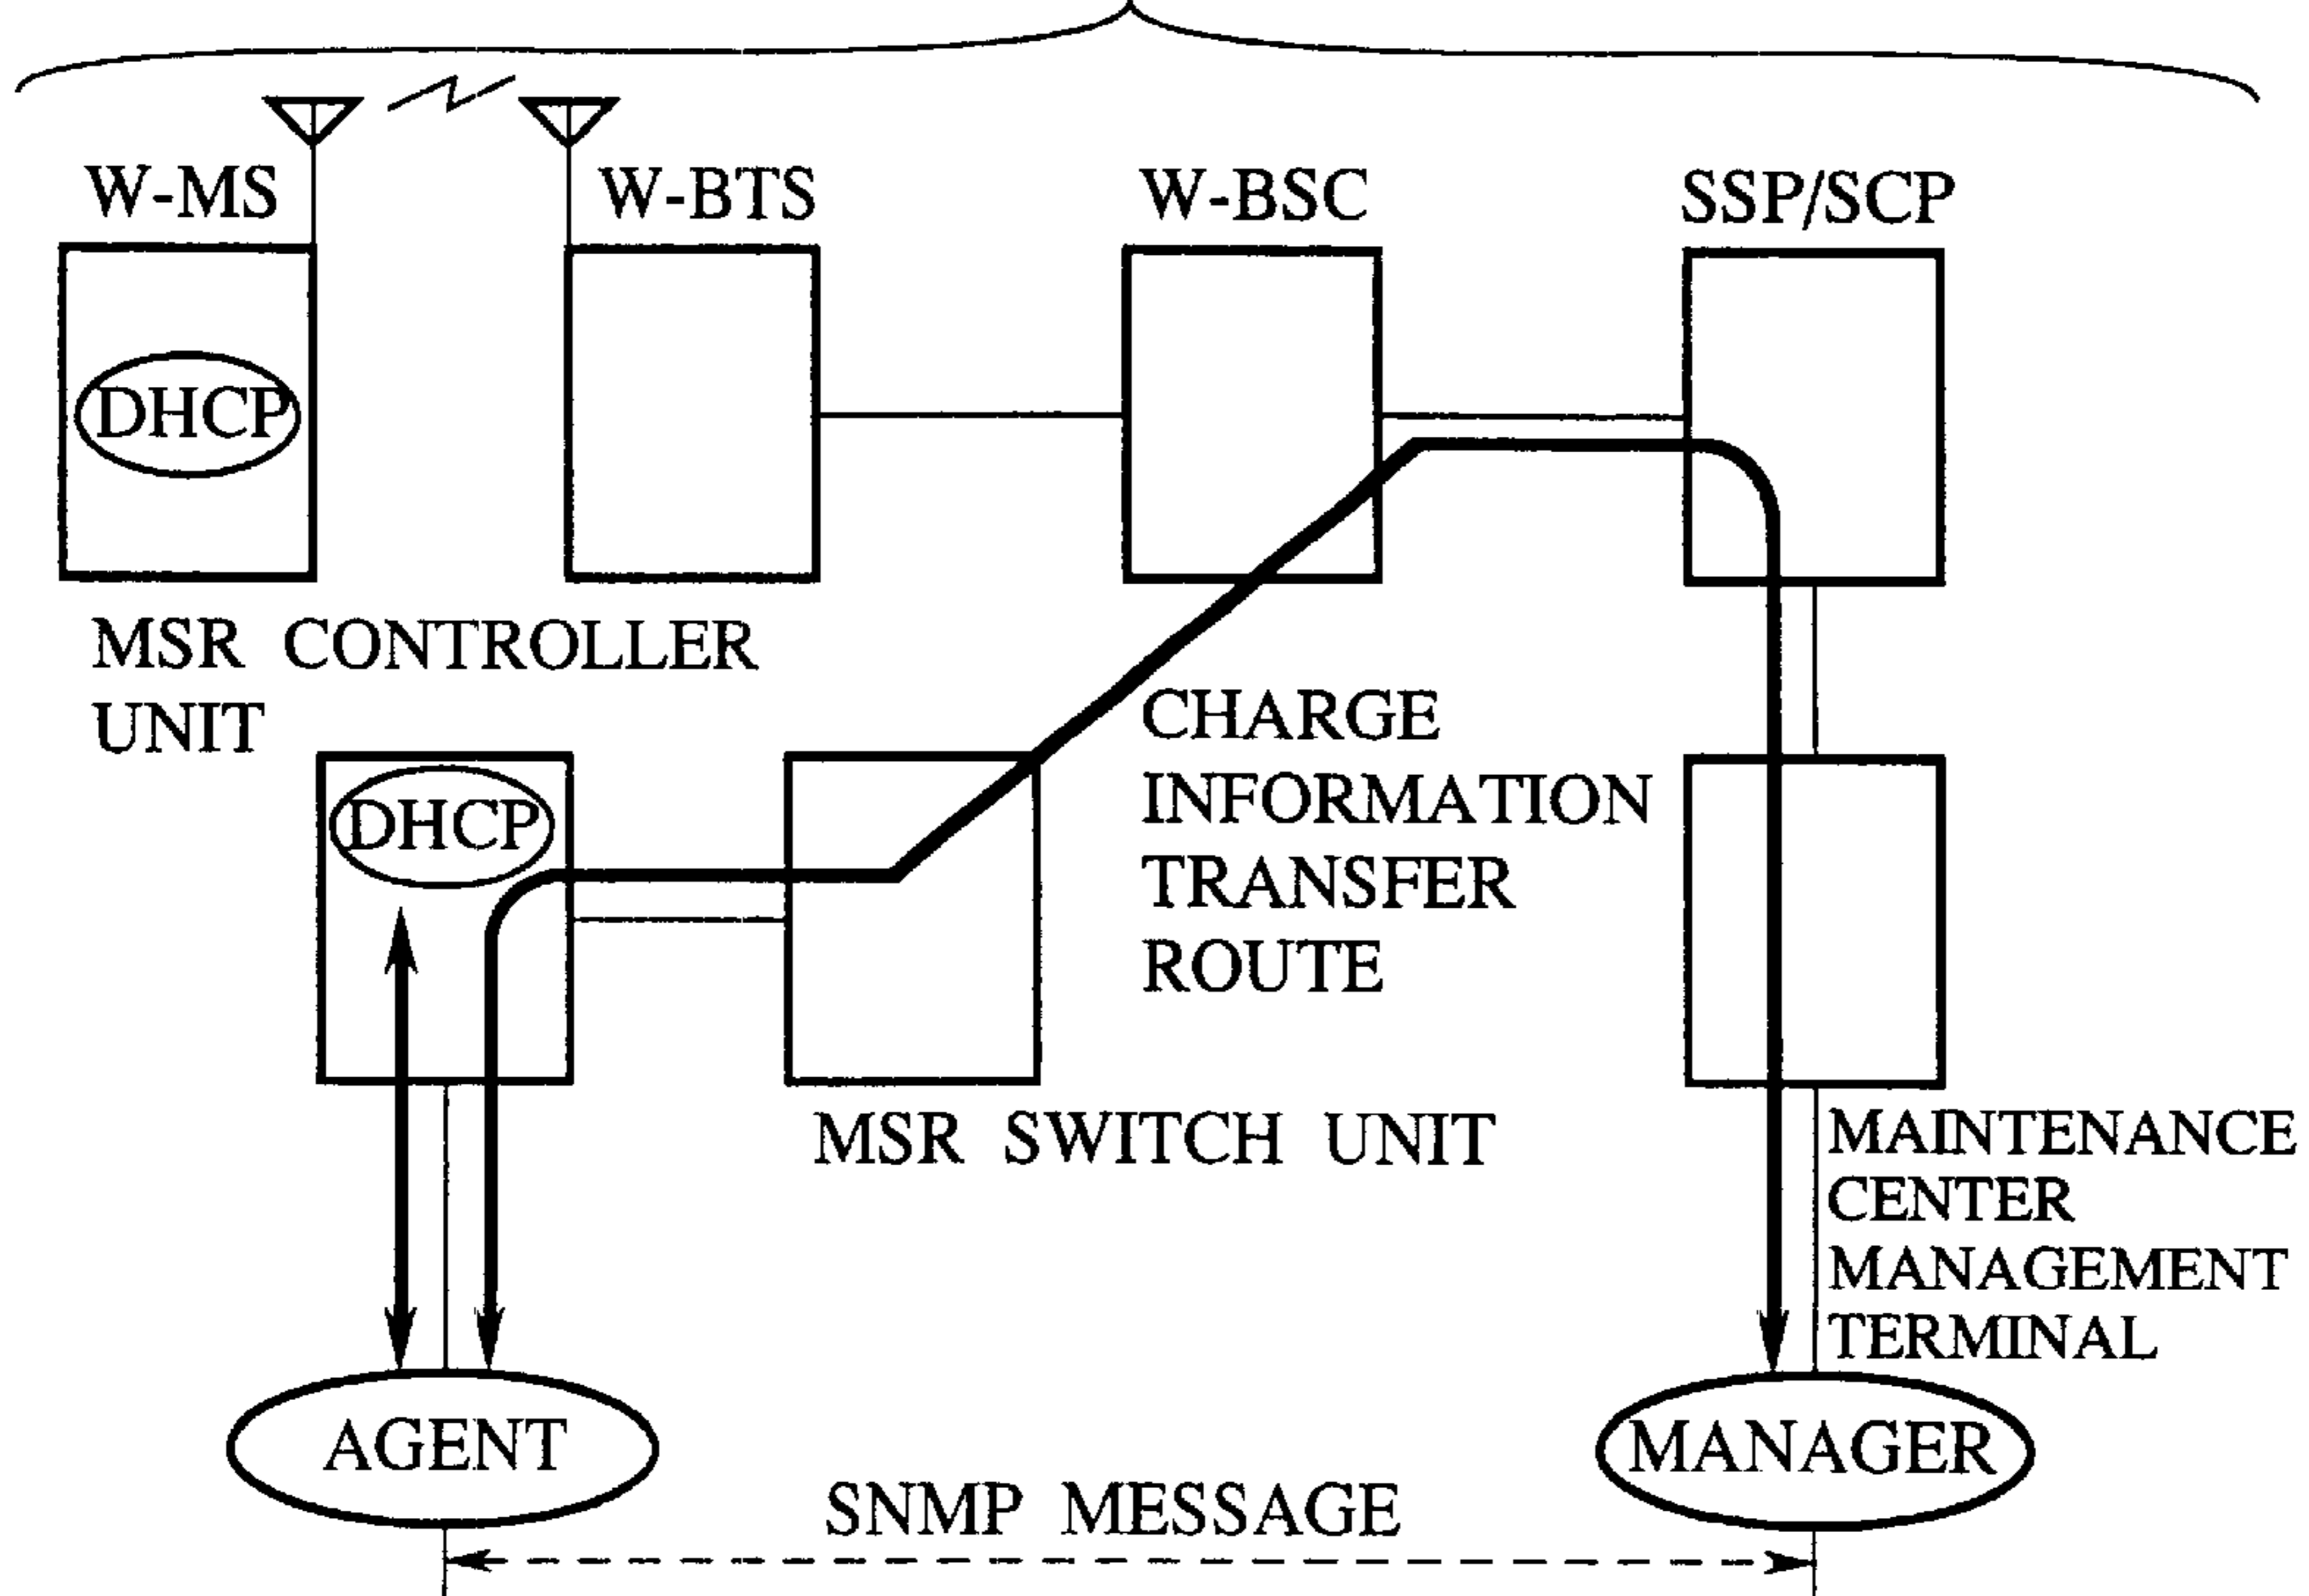 W-MS
W-BTS
W-BSC
SSP/SCP
DHCP
MSR CONTROLLER
UNIT
DHCP
CHARGE
INFORMATION
TRANSFER
ROUTE
MSR SWITCH UNIT
MAINTENANCE
CENTER
MANAGEMENT
TERMINAL
AGENT
MANAGER
SNMP MESSAGE